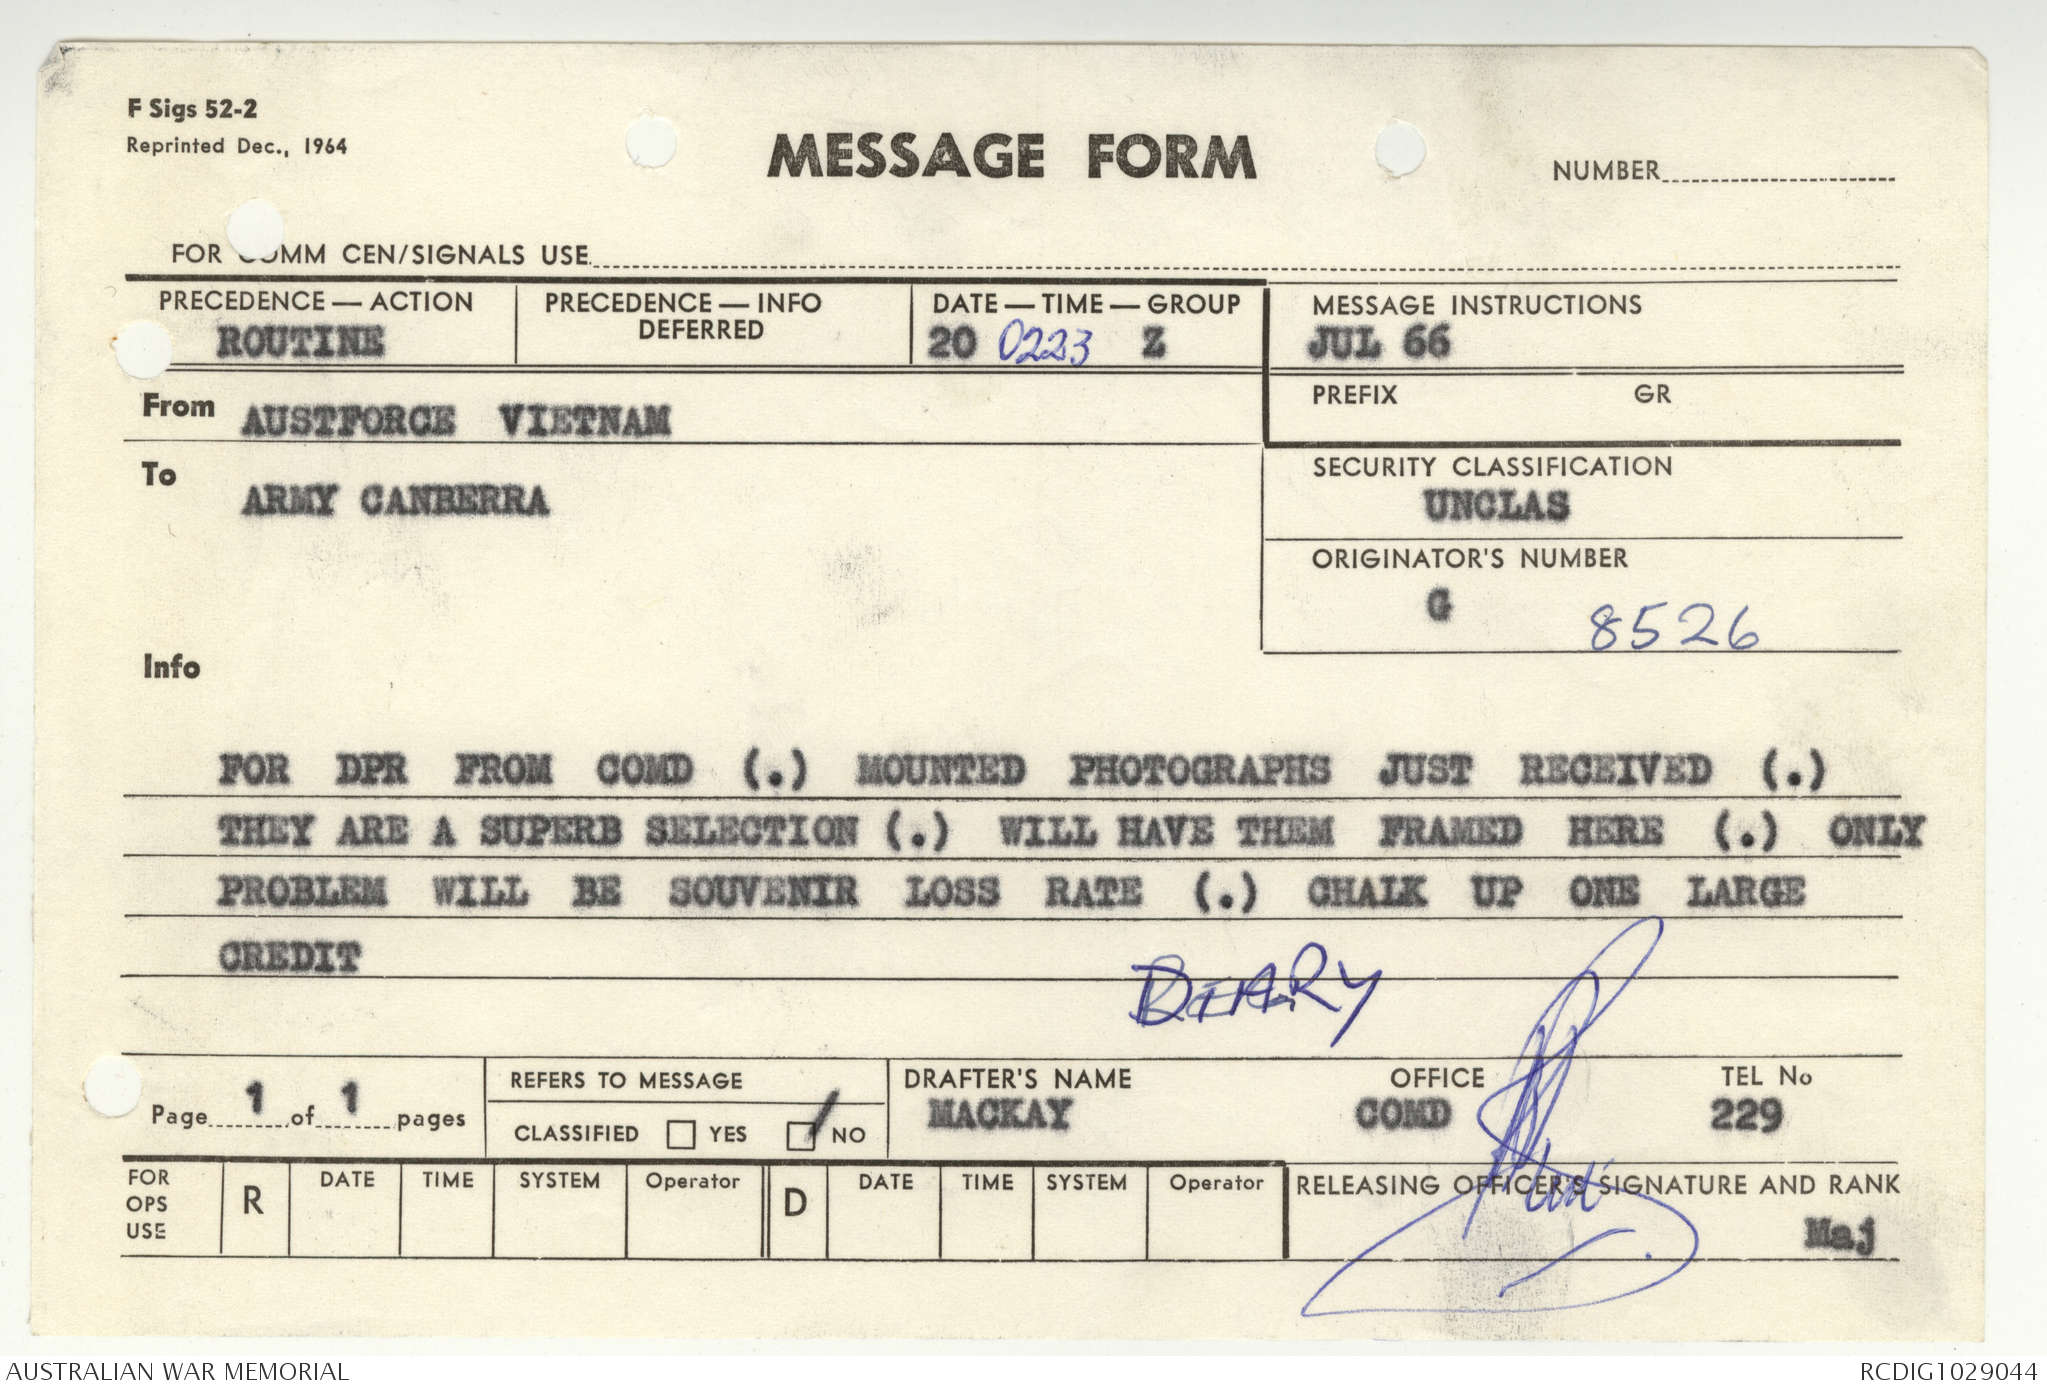 F Sigs 52-2
Reprinted Dec., 1964
MESSAGE FORM
NUMBER
FOR COMM CEN/SIGNALS USE
PRECEDENCE — ACTION
ROUTINE
PRECEDENCE — INFO
DEFERRED
DATE — TIME — GROUP
20 0223 Z
MESSAGE INSTRUCTIONS
JUL 66
PREFIX GR
From AUSTFORCE VIETNAM
To
ARMY CANBERRA
SECURITY CLASSIFICATION
UNCLAS
ORIGINATOR'S NUMBER
G 8526
Info
FOR DPR FROM COMD (.) MOUNTED PHOTOGRAPHS JUST RECEIVED (.)
THEY ARE A SUPERB SELECTION (.) WILL HAVE THEM FRAMED HERE (.) ONLY
PROBLEM WILL BE SOUVENIR LOSS RATE (.) CHALK UP ONE LARGE
CREDIT
Page 1 of 1 pages
REFERS TO MESSAGE
CLASSIFIED YES / NO
DRAFTER'S NAME
MACKAY
OFFICE
COMD
TEL No
229
FOR
OPS
USE
R
DATE TIME SYSTEM Operator
D
DATE TIME SYSTEM Operator
RELEASING OFFICER'S SIGNATURE AND RANK
Maj
AUSTRALIAN WAR MEMORIAL
RCDIG1029044